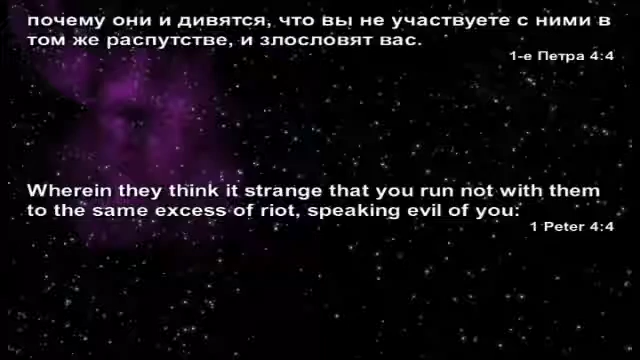 почему они и дивятся, что вы не участвуете с ними в
том же распутстве, и злословят вас.
1-е Петра 4:4
Wherein they think it strange that you run not with them
to the same excess of riot, speaking evil of you:
1 Peter 4:4